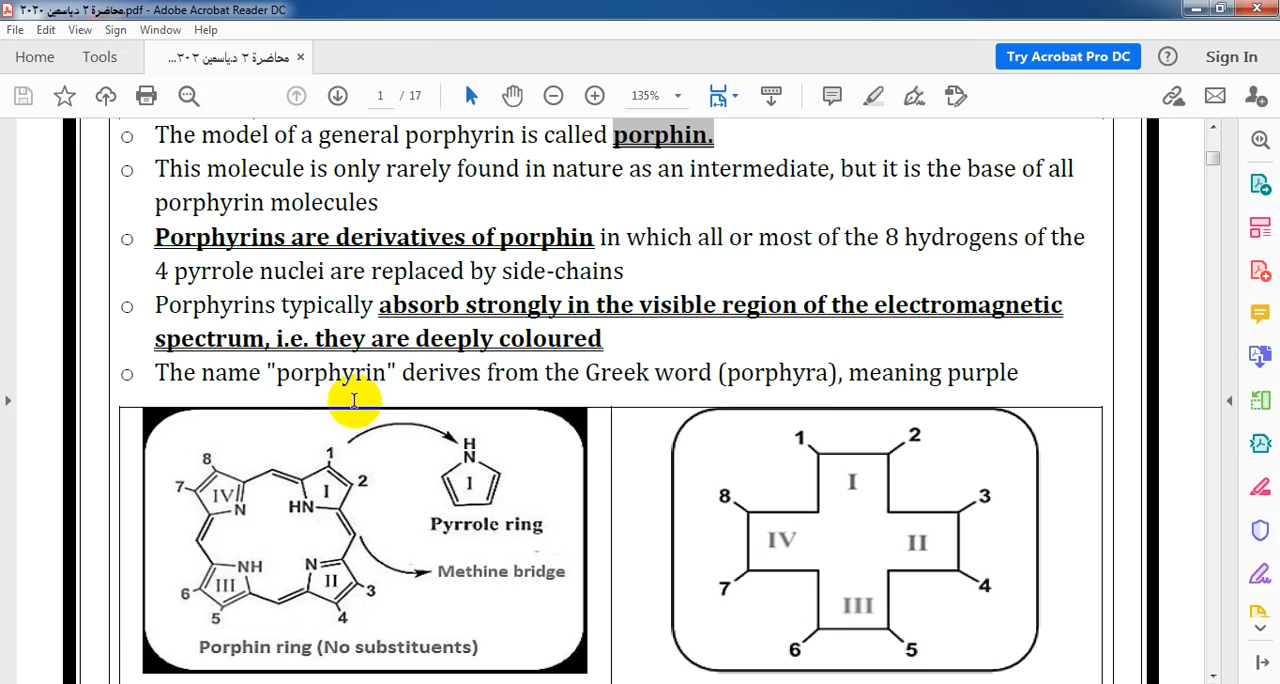 محاضرة ٢ د.ياسمين ٢٠٢٠.pdf - Adobe Acrobat Reader DC
File Edit View Sign Window Help
Home Tools محاضرة ٢ د.ياسمين ٢٠٢... × Try Acrobat Pro DC ? Sign In
1 / 17 135%
The model of a general porphyrin is called porphin.
This molecule is only rarely found in nature as an intermediate, but it is the base of all
porphyrin molecules
Porphyrins are derivatives of porphin in which all or most of the 8 hydrogens of the
4 pyrrole nuclei are replaced by side-chains
Porphyrins typically absorb strongly in the visible region of the electromagnetic
spectrum, i.e. they are deeply coloured
The name "porphyrin" derives from the Greek word (porphyra), meaning purple
8 1 H
7 IV I 2 N
N HN I
Pyrrole ring
NH N Methine bridge
6 III II 3
5 4
Porphin ring (No substituents)
1 2
I
8 3
IV II
7 4
III
6 5